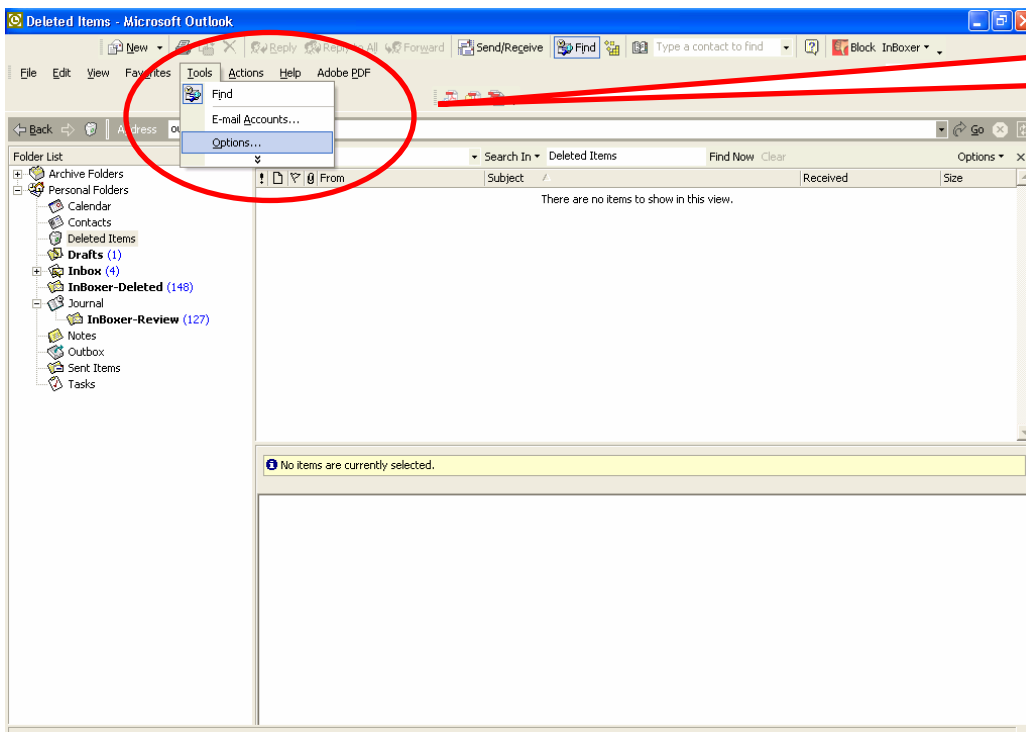 Deleted Items - Microsoft Outlook
New Reply Reply to All Forward Send/Receive Find Type a contact to find Block InBoxer
File Edit View Favorites Tools Actions Help Adobe PDF
Find
E-mail Accounts...
Options...
Back Address Go
Folder List Search In Deleted Items Find Now Clear Options
! From Subject Received Size
There are no items to show in this view.
Archive Folders
Personal Folders
Calendar
Contacts
Deleted Items
Drafts (1)
Inbox (4)
InBoxer-Deleted (148)
Journal
InBoxer-Review (127)
Notes
Outbox
Sent Items
Tasks
No items are currently selected.